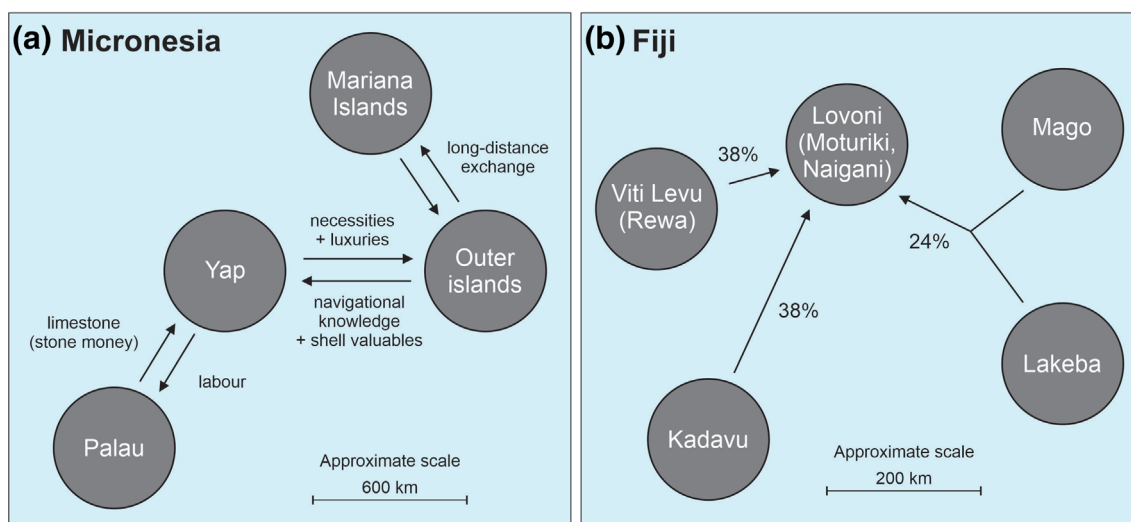 (a) Micronesia
Mariana
Islands
long-distance
exchange
necessities
+ luxuries
Yap
Outer
islands
navigational
knowledge
+ shell valuables
limestone
(stone money)
labour
Palau
Approximate scale
600 km
(b) Fiji
Lovoni
(Moturiki,
Naigani)
Mago
38%
Viti Levu
(Rewa)
24%
38%
Lakeba
Kadavu
Approximate scale
200 km